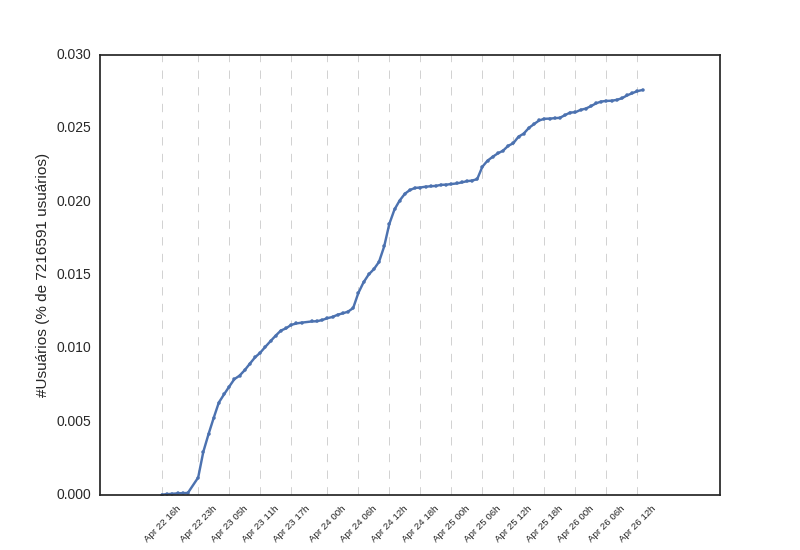 0.030
0.025
0.020
0.015
0.010
0.005
0.000
#Usuários (% de 7216591 usuários)
Apr 22 16h
Apr 22 23h
Apr 23 05h
Apr 23 11h
Apr 23 17h
Apr 24 00h
Apr 24 06h
Apr 24 12h
Apr 24 18h
Apr 25 00h
Apr 25 06h
Apr 25 12h
Apr 25 18h
Apr 26 00h
Apr 26 06h
Apr 26 12h